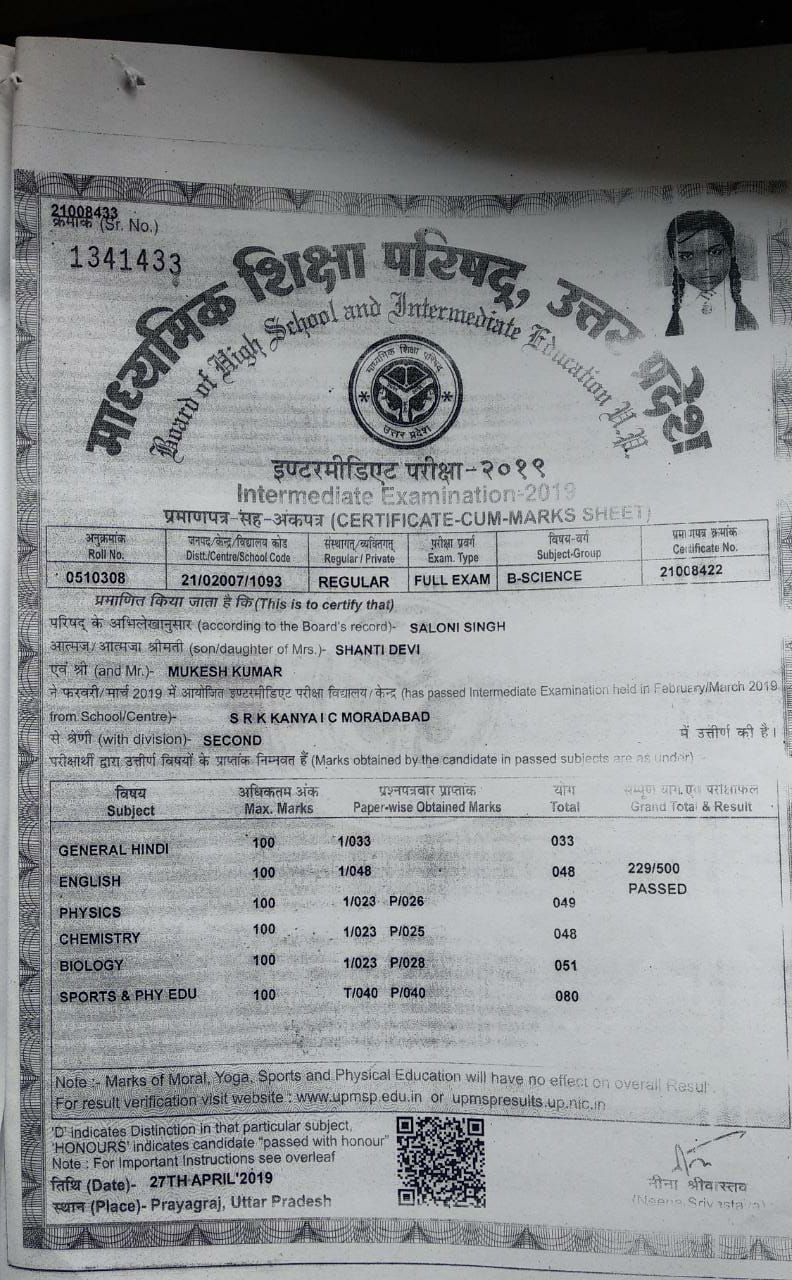 21008433
क्रमांक (Sr. No.)
1341433
माध्यमिक शिक्षा परिषद्, उत्तर प्रदेश
Board of High School and Intermediate Education U.P.
माध्यमिक शिक्षा परिषद
उत्तर प्रदेश
इण्टरमीडिएट परीक्षा-२०१९
Intermediate Examination-2019
प्रमाणपत्र-सह-अंकपत्र (CERTIFICATE-CUM-MARKS SHEET)
अनुक्रमांक जनपद/केन्द्र/विद्यालय कोड संस्थागत/व्यक्तिगत् परीक्षा प्रवर्ग विषय-वर्ग प्रमाणपत्र क्रमांक
Roll No. Distt./Centre/School Code Regular / Private Exam. Type Subject-Group Certificate No.
0510308 21/02007/1093 REGULAR FULL EXAM B-SCIENCE 21008422
प्रमाणित किया जाता है कि (This is to certify that)
परिषद् के अभिलेखानुसार (according to the Board's record)- SALONI SINGH
आत्मज/आत्मजा श्रीमती (son/daughter of Mrs.)- SHANTI DEVI
एवं श्री (and Mr.)- MUKESH KUMAR
ने फरवरी/मार्च 2019 में आयोजित इण्टरमीडिएट परीक्षा विद्यालय/केन्द्र (has passed Intermediate Examination held in February/March 2019
from School/Centre)- S R K KANYA I C MORADABAD
से श्रेणी (with division)- SECOND में उत्तीर्ण की है।
परीक्षार्थी द्वारा उत्तीर्ण विषयों के प्राप्तांक निम्नवत हैं (Marks obtained by the candidate in passed subjects are as under)
विषय अधिकतम अंक प्रश्नपत्रवार प्राप्तांक योग सम्पूर्ण योग एवं परीक्षाफल
Subject Max. Marks Paper-wise Obtained Marks Total Grand Total & Result
GENERAL HINDI 100 1/033 033
ENGLISH 100 1/048 048 229/500
PASSED
PHYSICS 100 1/023 P/026 049
CHEMISTRY 100 1/023 P/025 048
BIOLOGY 100 1/023 P/028 051
SPORTS & PHY EDU 100 T/040 P/040 080
Note :- Marks of Moral, Yoga, Sports and Physical Education will have no effect on overall Resul
For result verification visit website : www.upmsp.edu.in or upmspresults.up.nic.in
'D' indicates Distinction in that particular subject,
'HONOURS' indicates candidate "passed with honour"
Note : For Important Instructions see overleaf
तिथि (Date)- 27TH APRIL'2019
स्थान (Place)- Prayagraj, Uttar Pradesh
नीना श्रीवास्तव
(Neena Srivastava)